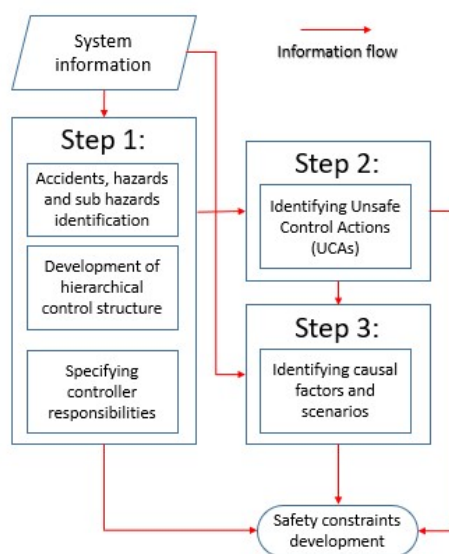 System
information
Information flow
Step 1:
Accidents, hazards
and sub hazards
identification
Development of
hierarchical
control structure
Specifying
controller
responsibilities
Step 2:
Identifying Unsafe
Control Actions
(UCAs)
Step 3:
Identifying causal
factors and
scenarios
Safety constraints
development